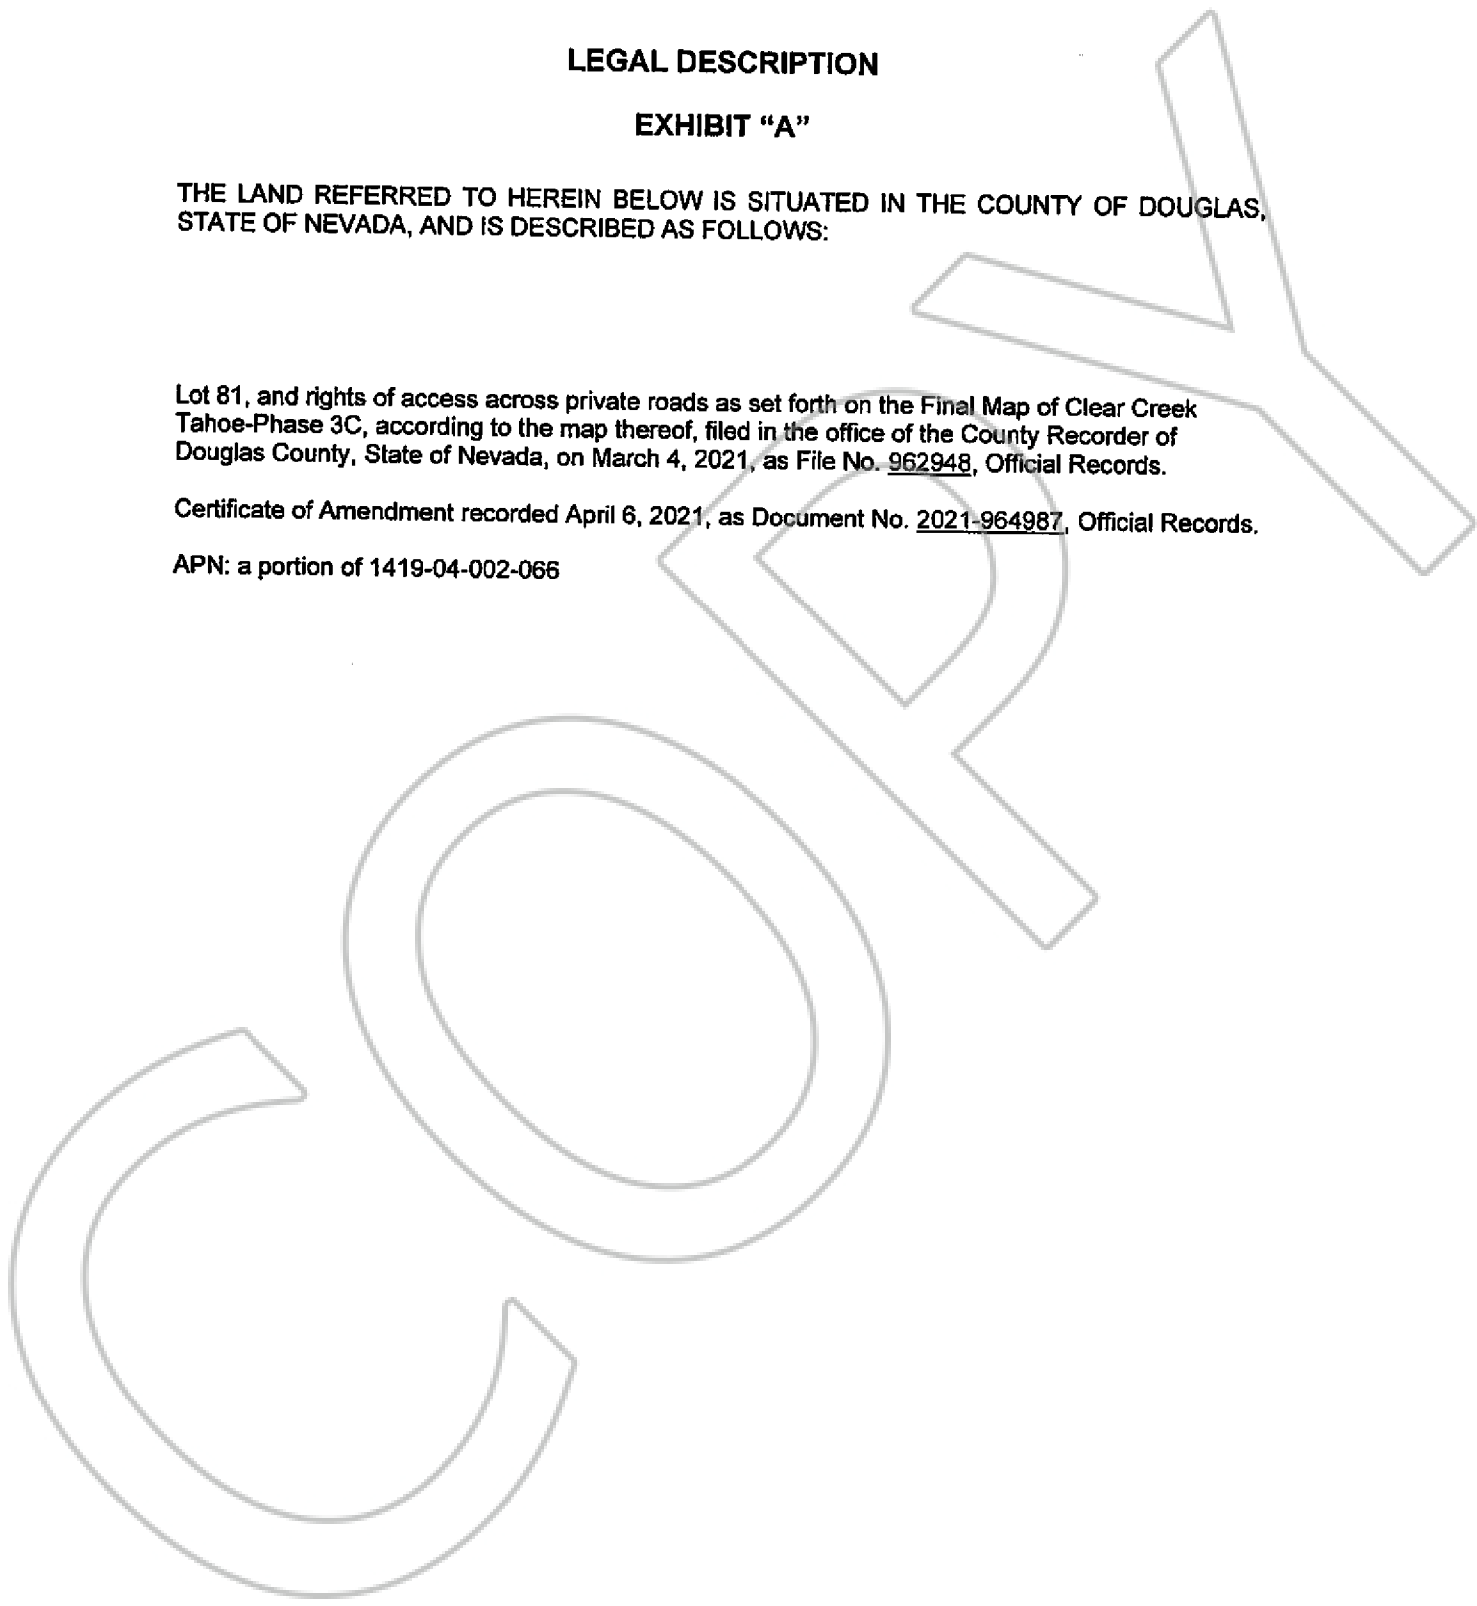 LEGAL DESCRIPTION
EXHIBIT “A”
THE LAND REFERRED TO HEREIN BELOW IS SITUATED IN THE COUNTY OF DOUGLAS,
STATE OF NEVADA, AND IS DESCRIBED AS FOLLOWS:
Lot 81, and rights of access across private roads as set forth on the Final Map of Clear Creek
Tahoe-Phase 3C, according to the map thereof, filed in the office of the County Recorder of
Douglas County, State of Nevada, on March 4, 2021, as File No. 962948, Official Records.
Certificate of Amendment recorded April 6, 2021, as Document No. 2021-964987, Official Records.
APN: a portion of 1419-04-002-066
COPY